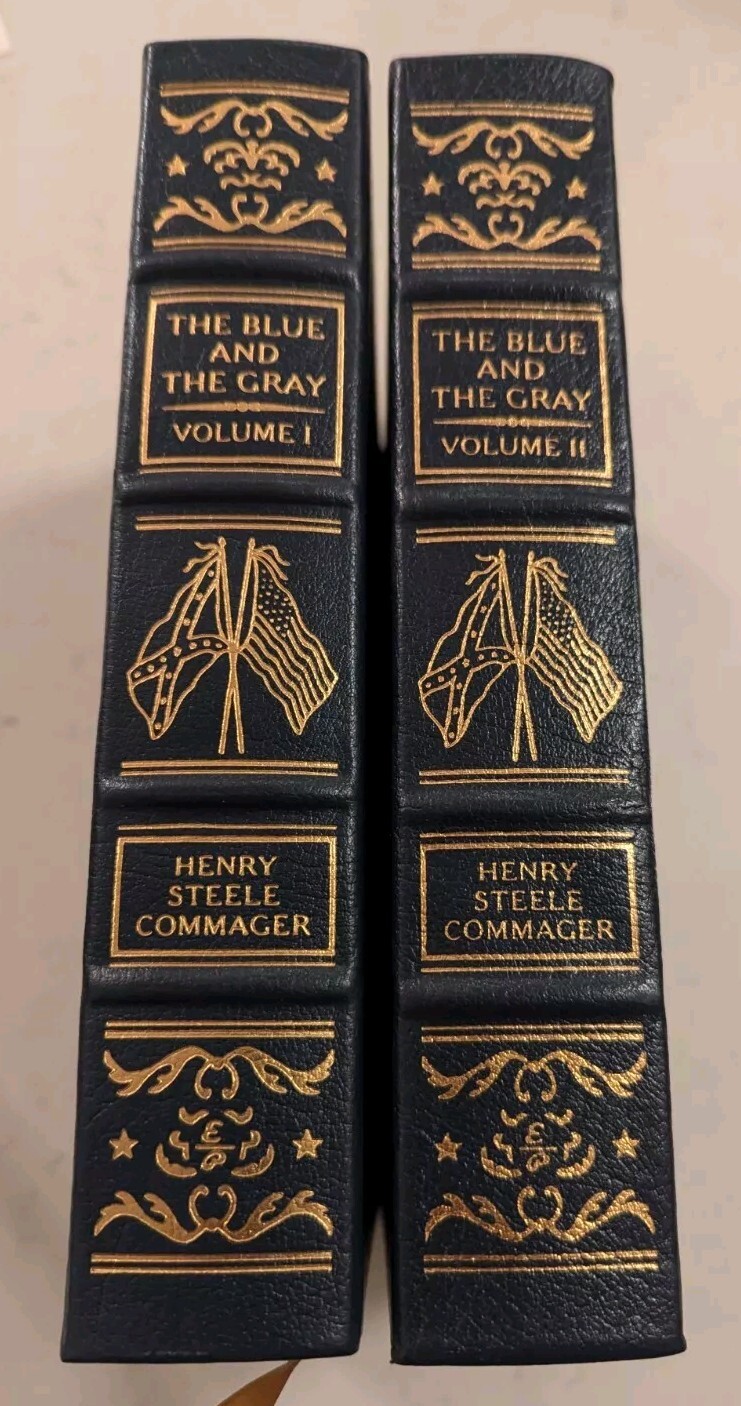 THE BLUE
AND
THE GRAY
VOLUME I
HENRY
STEELE
COMMAGER
THE BLUE
AND
THE GRAY
VOLUME II
HENRY
STEELE
COMMAGER